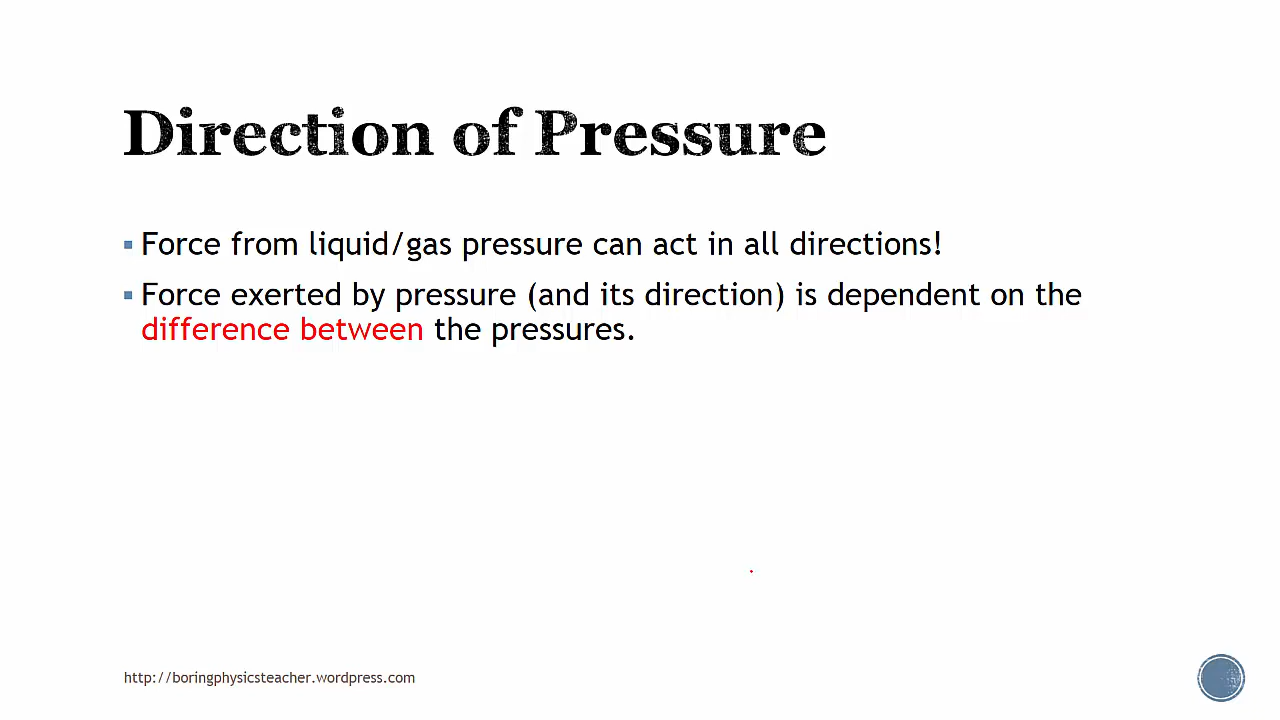 Direction of Pressure
Force from liquid/gas pressure can act in all directions!
Force exerted by pressure (and its direction) is dependent on the
difference between the pressures.
http://boringphysicsteacher.wordpress.com